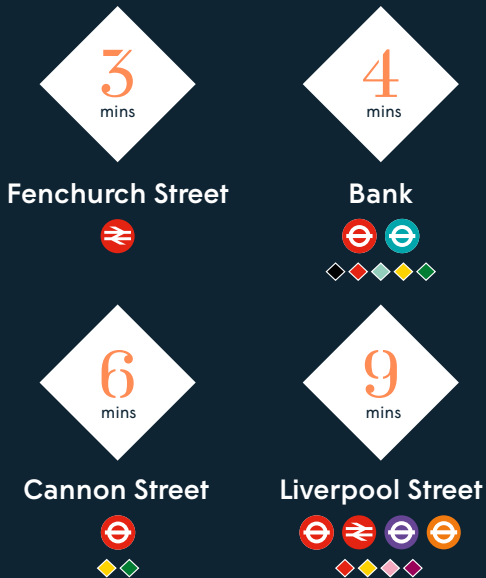 3
mins
Fenchurch Street
4
mins
Bank
6
mins
Cannon Street
9
mins
Liverpool Street